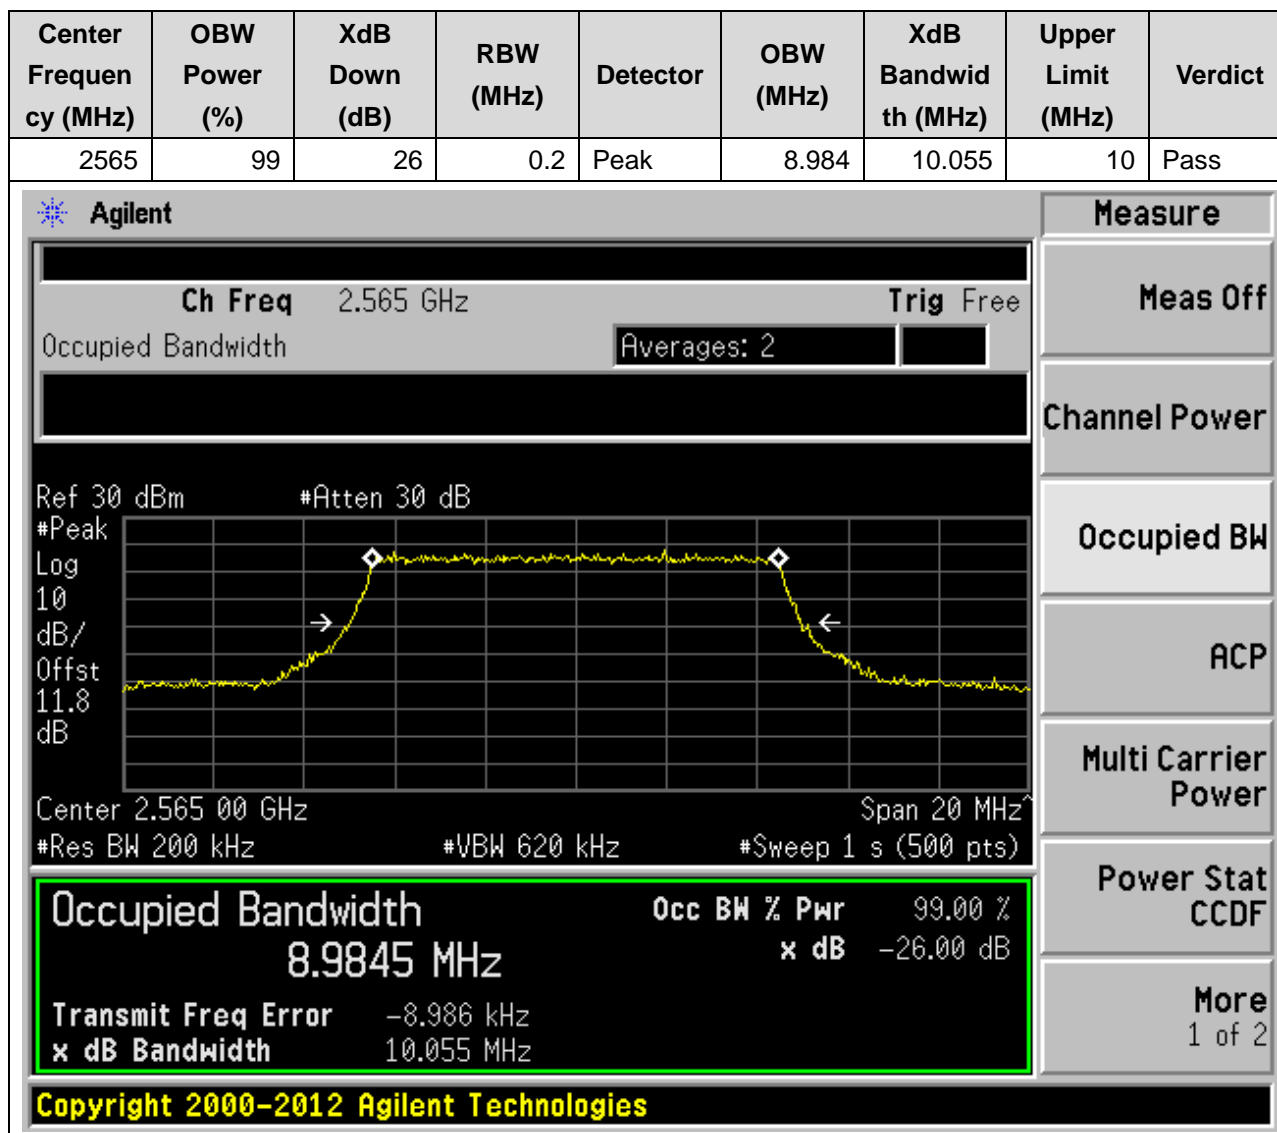 Center Frequen cy (MHz) | OBW Power (%) | XdB Down (dB) | RBW (MHz) | Detector | OBW (MHz) | XdB Bandwid th (MHz) | Upper Limit (MHz) | Verdict
2565 | 99 | 26 | 0.2 | Peak | 8.984 | 10.055 | 10 | Pass
Agilent
Measure
Ch Freq 2.565 GHz Trig Free
Meas Off
Occupied Bandwidth Averages: 2
Channel Power
Ref 30 dBm #Atten 30 dB
#Peak
Log
10
dB/
Offst
11.8
dB
Occupied BW
ACP
Multi Carrier
Power
Center 2.565 00 GHz Span 20 MHz^
#Res BW 200 kHz #VBW 620 kHz #Sweep 1 s (500 pts)
Power Stat
CCDF
Occupied Bandwidth Occ BW % Pwr 99.00 %
8.9845 MHz x dB -26.00 dB
Transmit Freq Error -8.986 kHz
x dB Bandwidth 10.055 MHz
More
1 of 2
Copyright 2000-2012 Agilent Technologies